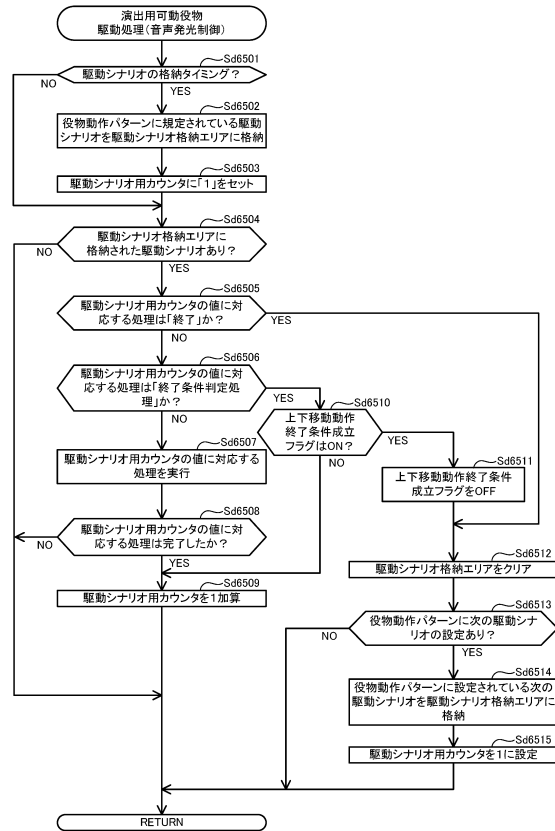 演出用可動役物
駆動処理(音声発光制御)
Sd6501
駆動シナリオの格納タイミング？
NO
YES
Sd6502
役物動作パターンに規定されている駆動
シナリオを駆動シナリオ格納エリアに格納
Sd6503
駆動シナリオ用カウンタに「1」をセット
Sd6504
駆動シナリオ格納エリアに
格納された駆動シナリオあり？
NO
YES
Sd6505
駆動シナリオ用カウンタの値に対
応する処理は「終了」か？
YES
NO
Sd6506
駆動シナリオ用カウンタの値に対
応する処理は「終了条件判定処
理」か？
YES
NO
Sd6510
上下移動動作
終了条件成立
フラグはON？
YES
NO
Sd6507
駆動シナリオ用カウンタの値に対応する
処理を実行
Sd6511
上下移動動作終了条件
成立フラグをOFF
Sd6508
駆動シナリオ用カウンタの値に対
応する処理は完了したか？
NO
YES
Sd6509
駆動シナリオ用カウンタを1加算
Sd6512
駆動シナリオ格納エリアをクリア
Sd6513
役物動作パターンに次の駆動シナ
リオの設定あり？
NO
YES
Sd6514
役物動作パターンに設定されている次の
駆動シナリオを駆動シナリオ格納エリアに
格納
Sd6515
駆動シナリオ用カウンタを1に設定
RETURN